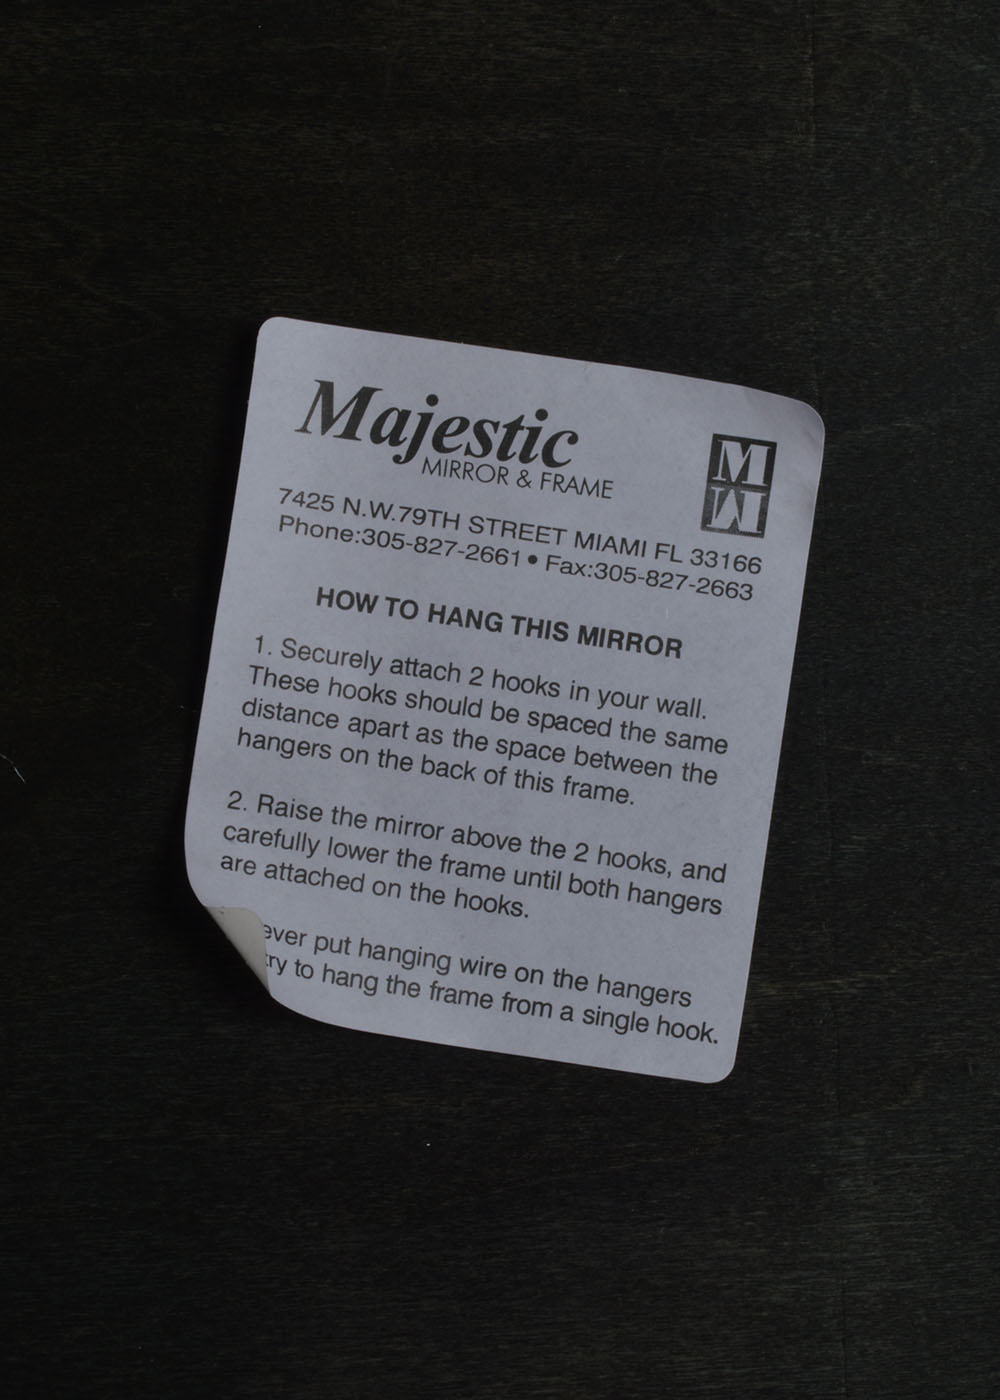 Majestic
MIRROR & FRAME
M
M
7425 N.W.79TH STREET MIAMI FL 33166
Phone:305-827-2661 • Fax:305-827-2663
HOW TO HANG THIS MIRROR
1. Securely attach 2 hooks in your wall.
These hooks should be spaced the same
distance apart as the space between the
hangers on the back of this frame.
2. Raise the mirror above the 2 hooks, and
carefully lower the frame until both hangers
are attached on the hooks.
ever put hanging wire on the hangers
try to hang the frame from a single hook.